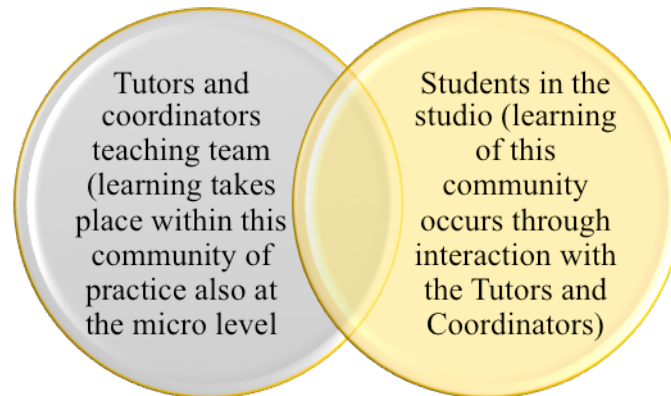 Tutors and
coordinators
teaching team
(learning takes
place within this
community of
practice also at
the micro level
Students in the
studio (learning
of this
community
occurs through
interaction with
the Tutors and
Coordinators)